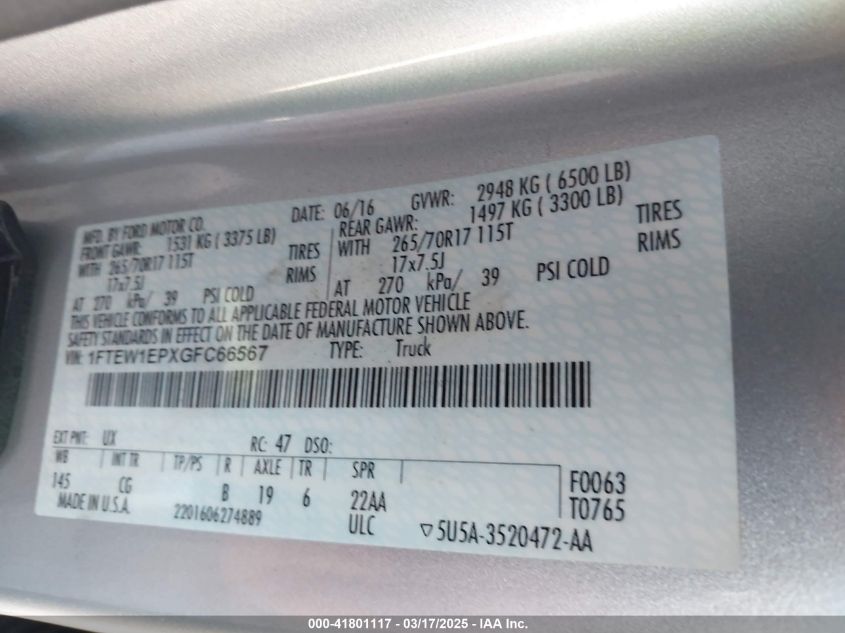 MFD. BY FORD MOTOR CO. DATE: 06/16 GVWR: 2948 KG ( 6500 LB)
FRONT GAWR: 1531 KG ( 3375 LB) REAR GAWR: 1497 KG ( 3300 LB)
WITH 265/70R17 115T TIRES WITH 265/70R17 115T TIRES
17x7.5J RIMS 17x7.5J RIMS
AT 270 kPa/ 39 PSI COLD AT 270 kPa/ 39 PSI COLD
THIS VEHICLE CONFORMS TO ALL APPLICABLE FEDERAL MOTOR VEHICLE
SAFETY STANDARDS IN EFFECT ON THE DATE OF MANUFACTURE SHOWN ABOVE.
VIN: 1FTEW1EPXGFC66567 TYPE: Truck
EXT PNT: UX RC: 47 DSO:
WB INT TR TP/PS R AXLE TR SPR
145 CG B 19 6 22AA F0063
MADE IN U.S.A. T0765
2201606274889 ULC ▽5U5A-3520472-AA
000-41801117 - 03/17/2025 - IAA Inc.